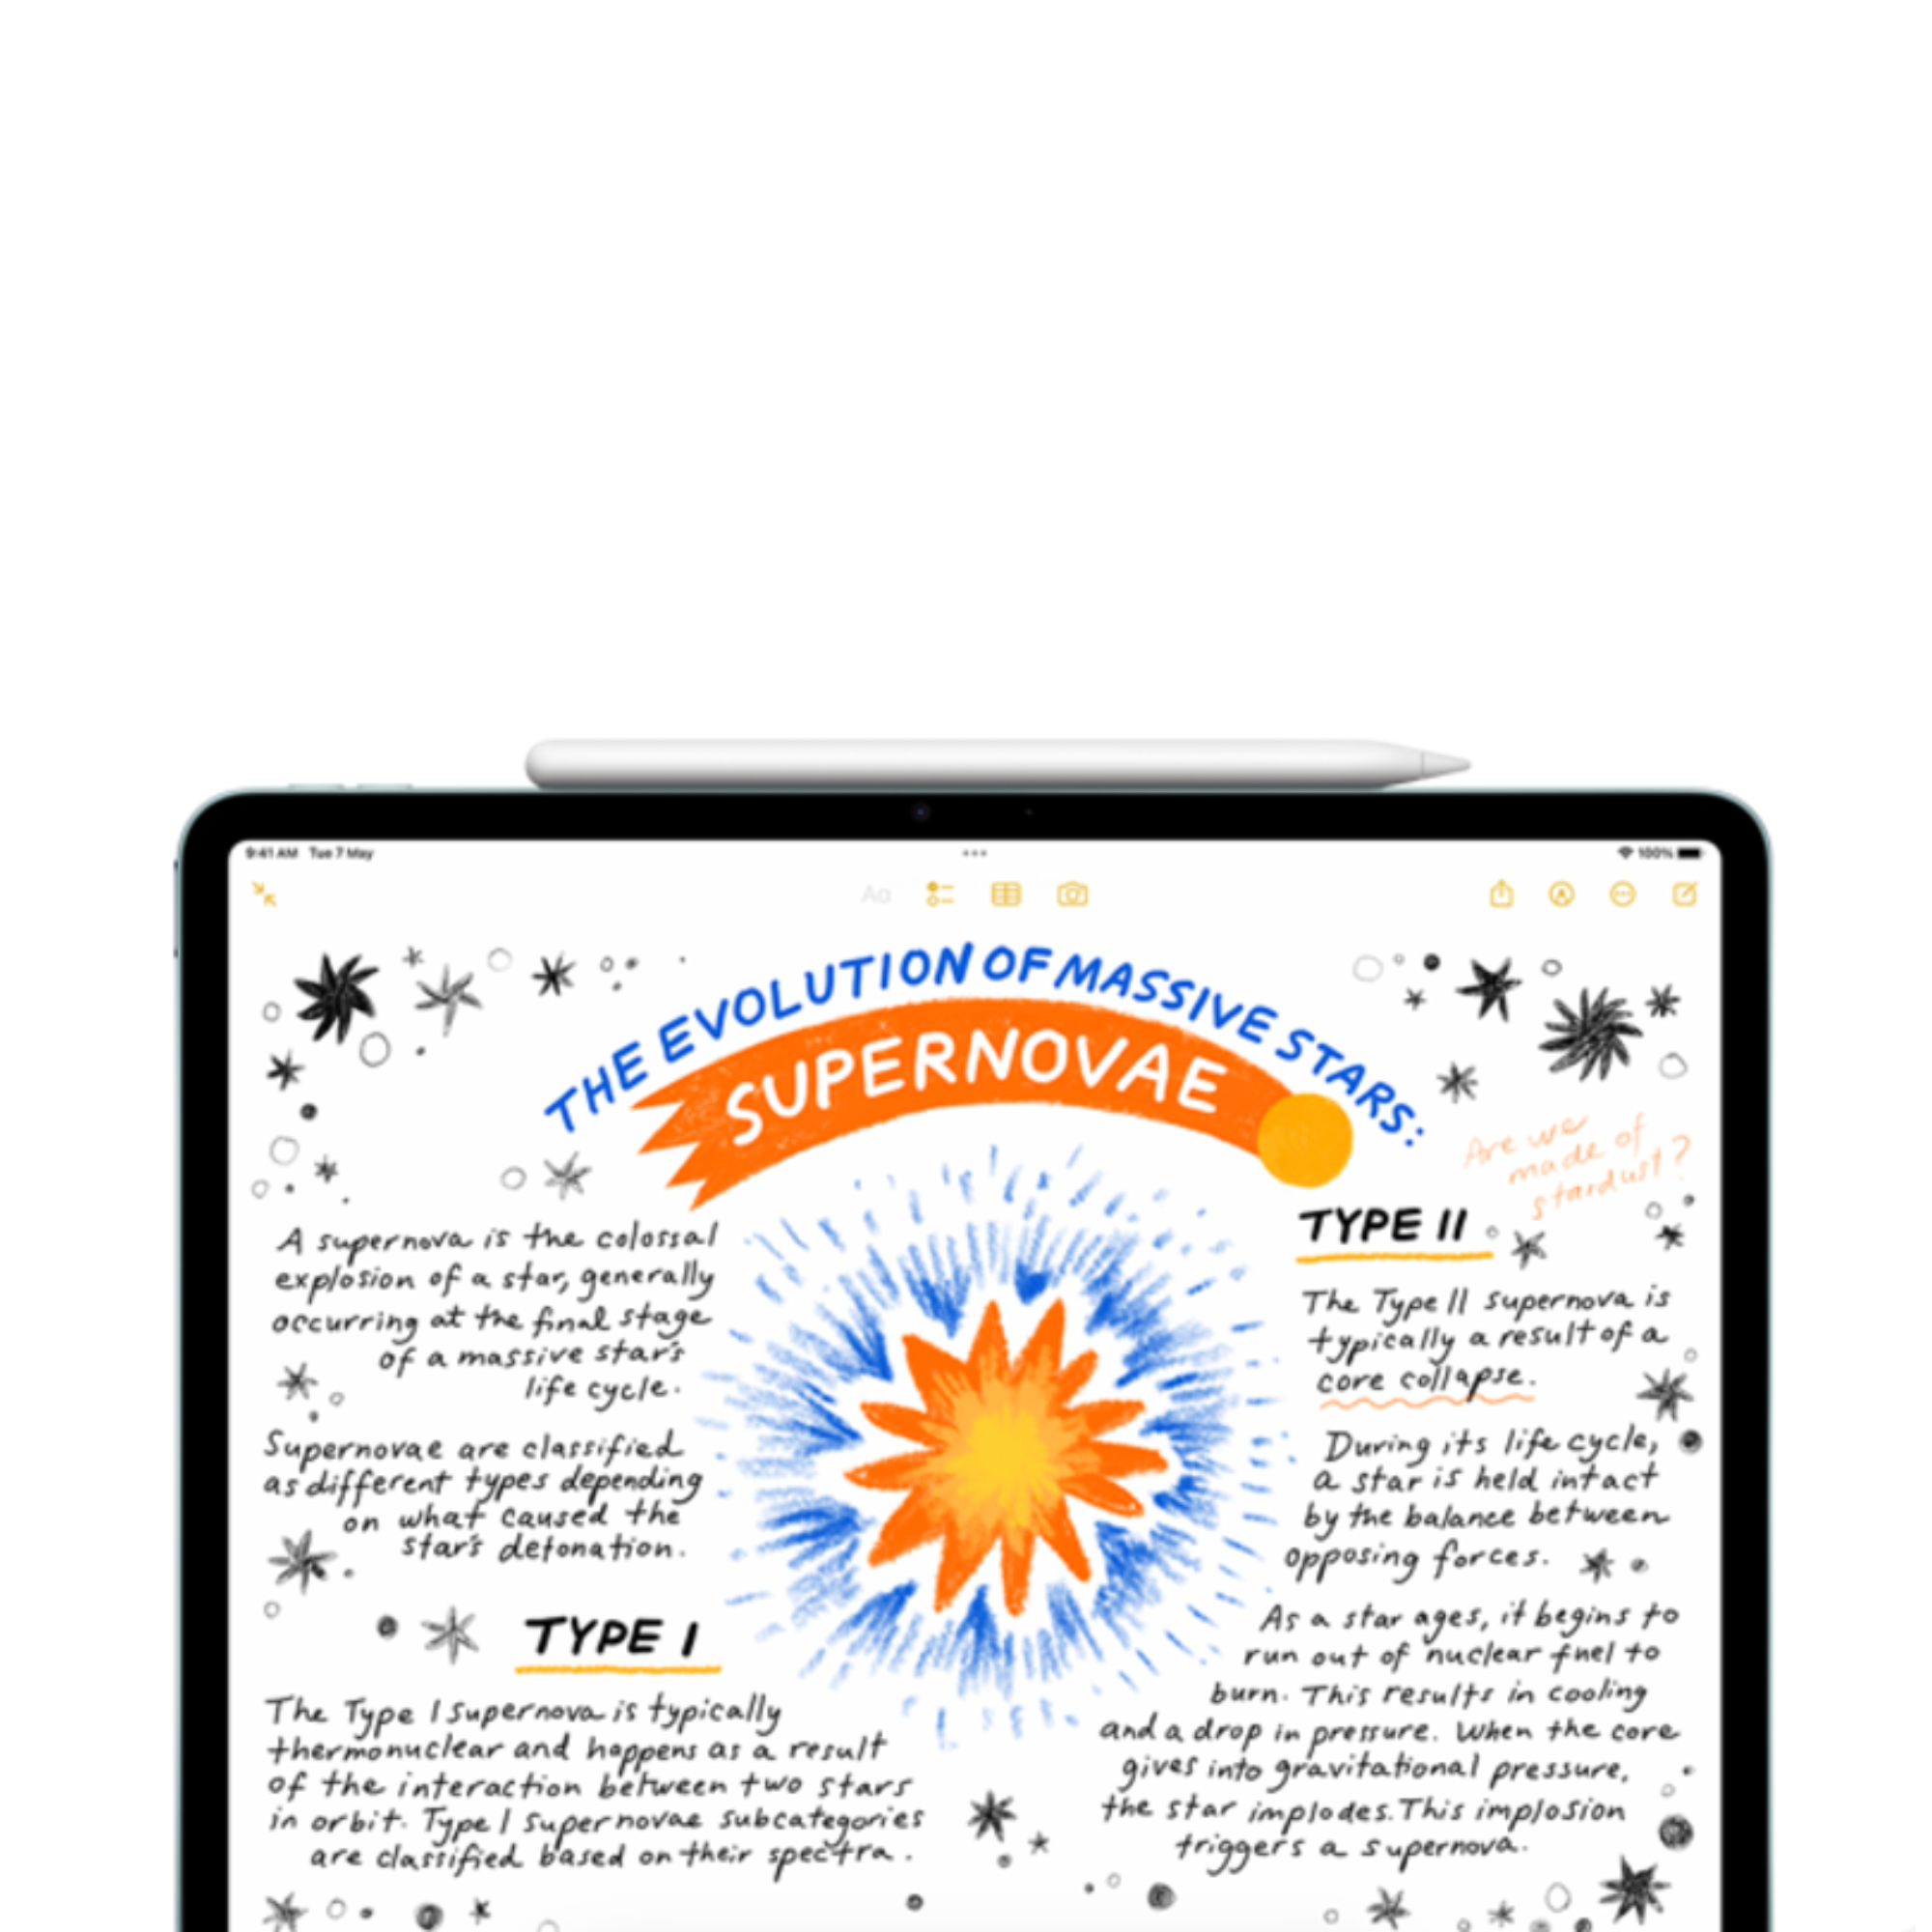 9:41 AM Tue 7 May
100%
Aa
THE EVOLUTION OF MASSIVE STARS:
SUPERNOVAE
Are we
made of
stardust?
A supernova is the colossal
explosion of a star, generally
occurring at the final stage
of a massive star's
life cycle.
Supernovae are classified
as different types depending
on what caused the
star's detonation.
TYPE I
The Type I supernova is typically
thermonuclear and happens as a result
of the interaction between two stars
in orbit. Type I supernovae subcategories
are classified based on their spectra.
TYPE II
The Type II supernova is
typically a result of a
core collapse.
During its life cycle,
a star is held intact
by the balance between
opposing forces.
As a star ages, it begins to
run out of nuclear fuel to
burn. This results in cooling
and a drop in pressure. When the core
gives into gravitational pressure,
the star implodes. This implosion
triggers a supernova.